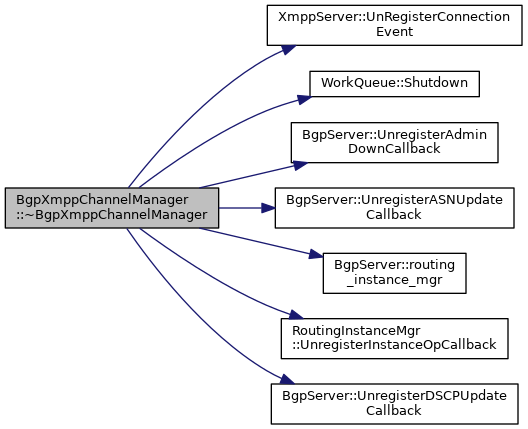 XmppServer::UnRegisterConnection
Event
WorkQueue::Shutdown
BgpServer::UnregisterAdmin
DownCallback
BgpXmppChannelManager
::~BgpXmppChannelManager
BgpServer::UnregisterASNUpdate
Callback
BgpServer::routing
_instance_mgr
RoutingInstanceMgr
::UnregisterInstanceOpCallback
BgpServer::UnregisterDSCPUpdate
Callback